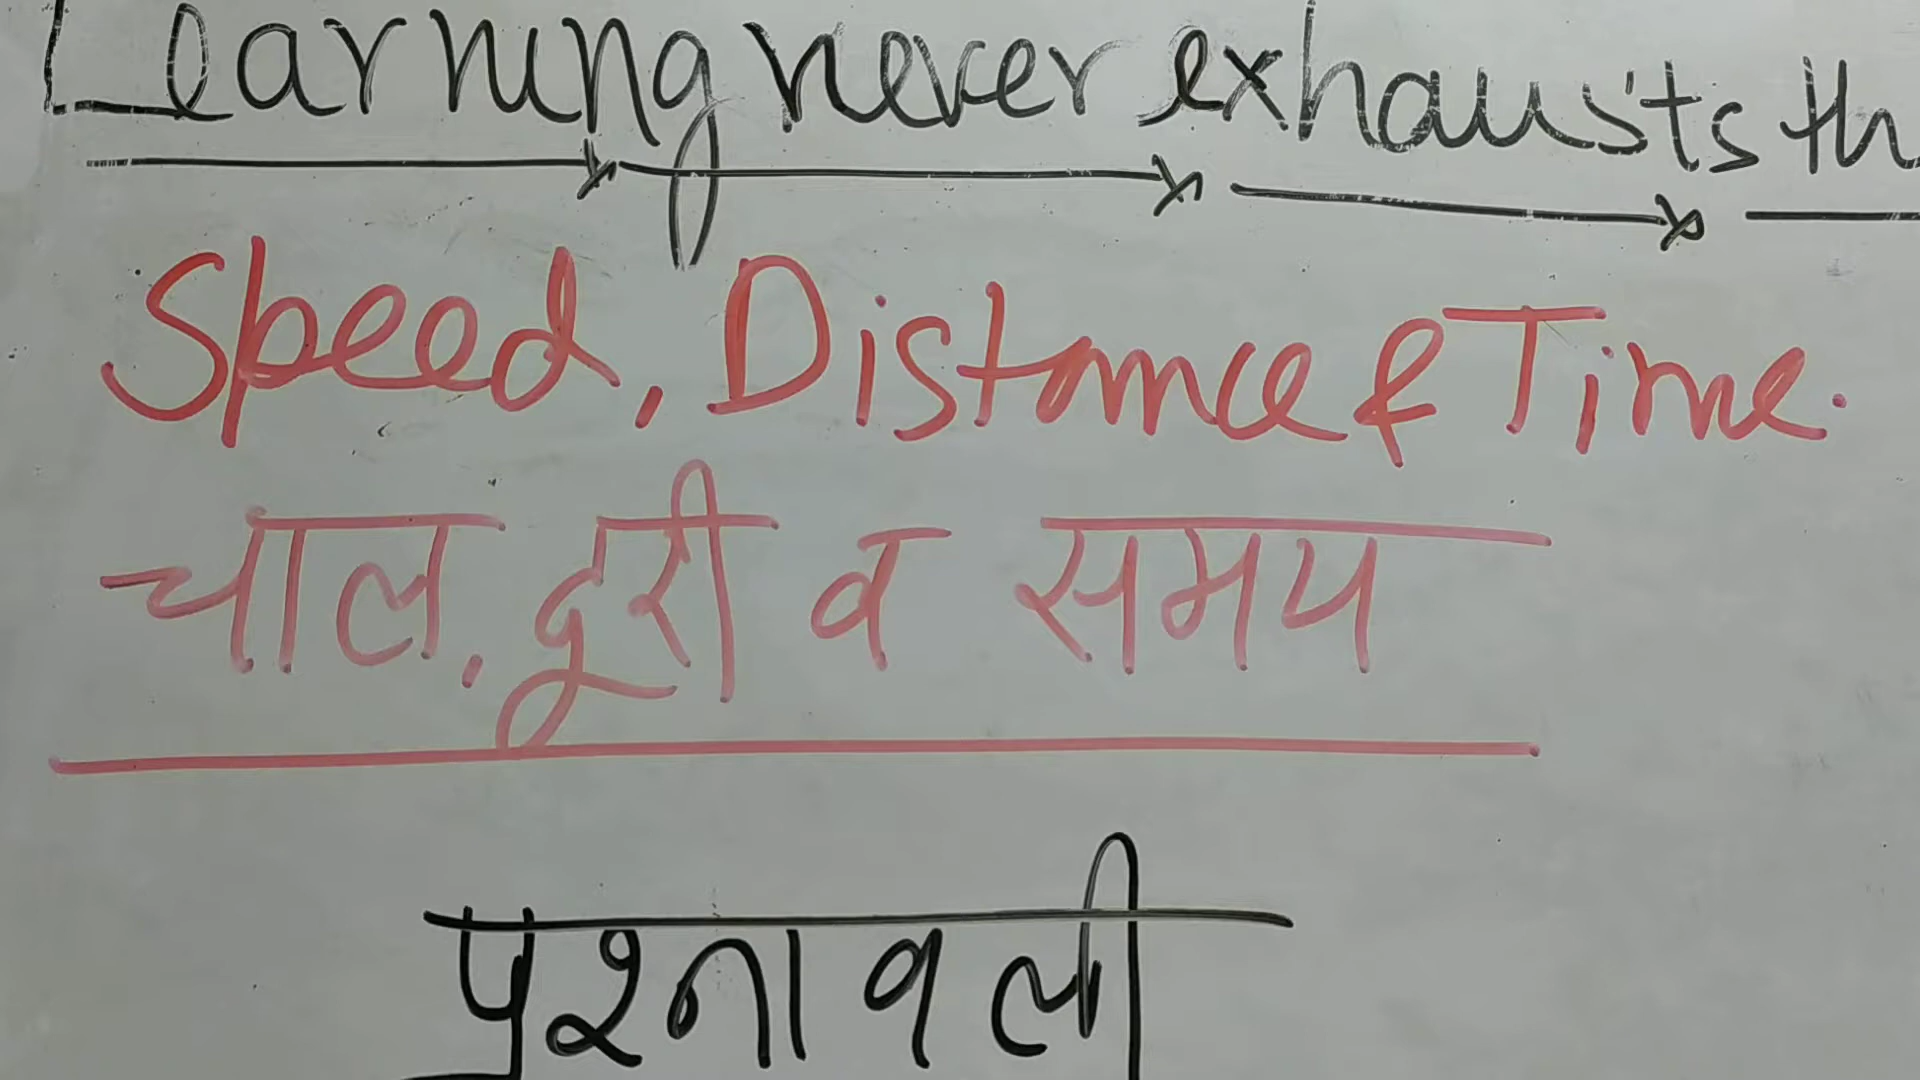 Learning never exhausts th
Speed, Distance & Time.
चाल, दूरी व समय
प्रश्नावली